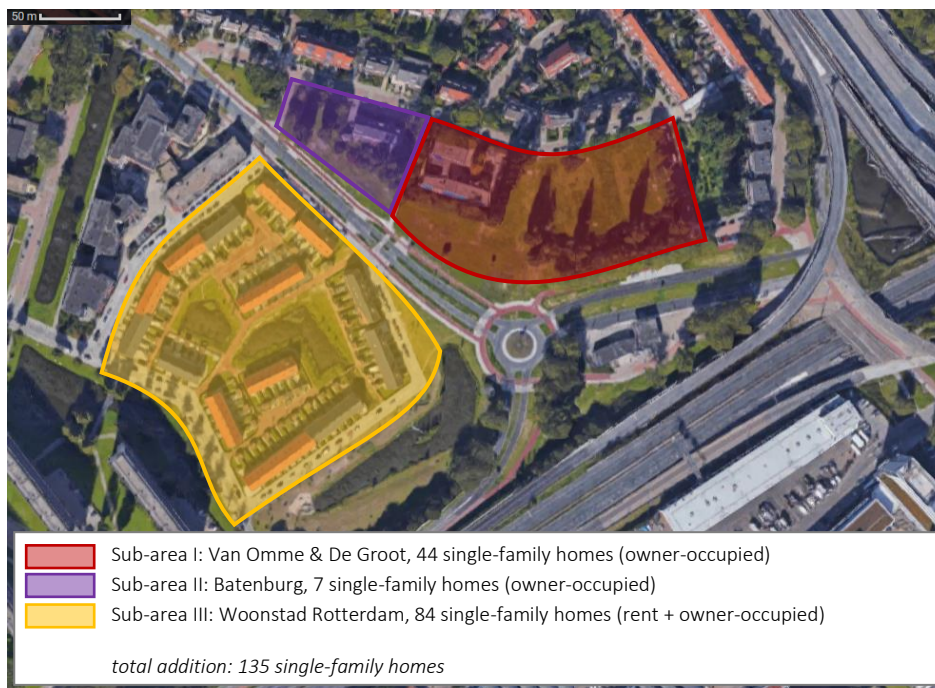 50 m
Sub-area I: Van Omme & De Groot, 44 single-family homes (owner-occupied)
Sub-area II: Batenburg, 7 single-family homes (owner-occupied)
Sub-area III: Woonstad Rotterdam, 84 single-family homes (rent + owner-occupied)
total addition: 135 single-family homes